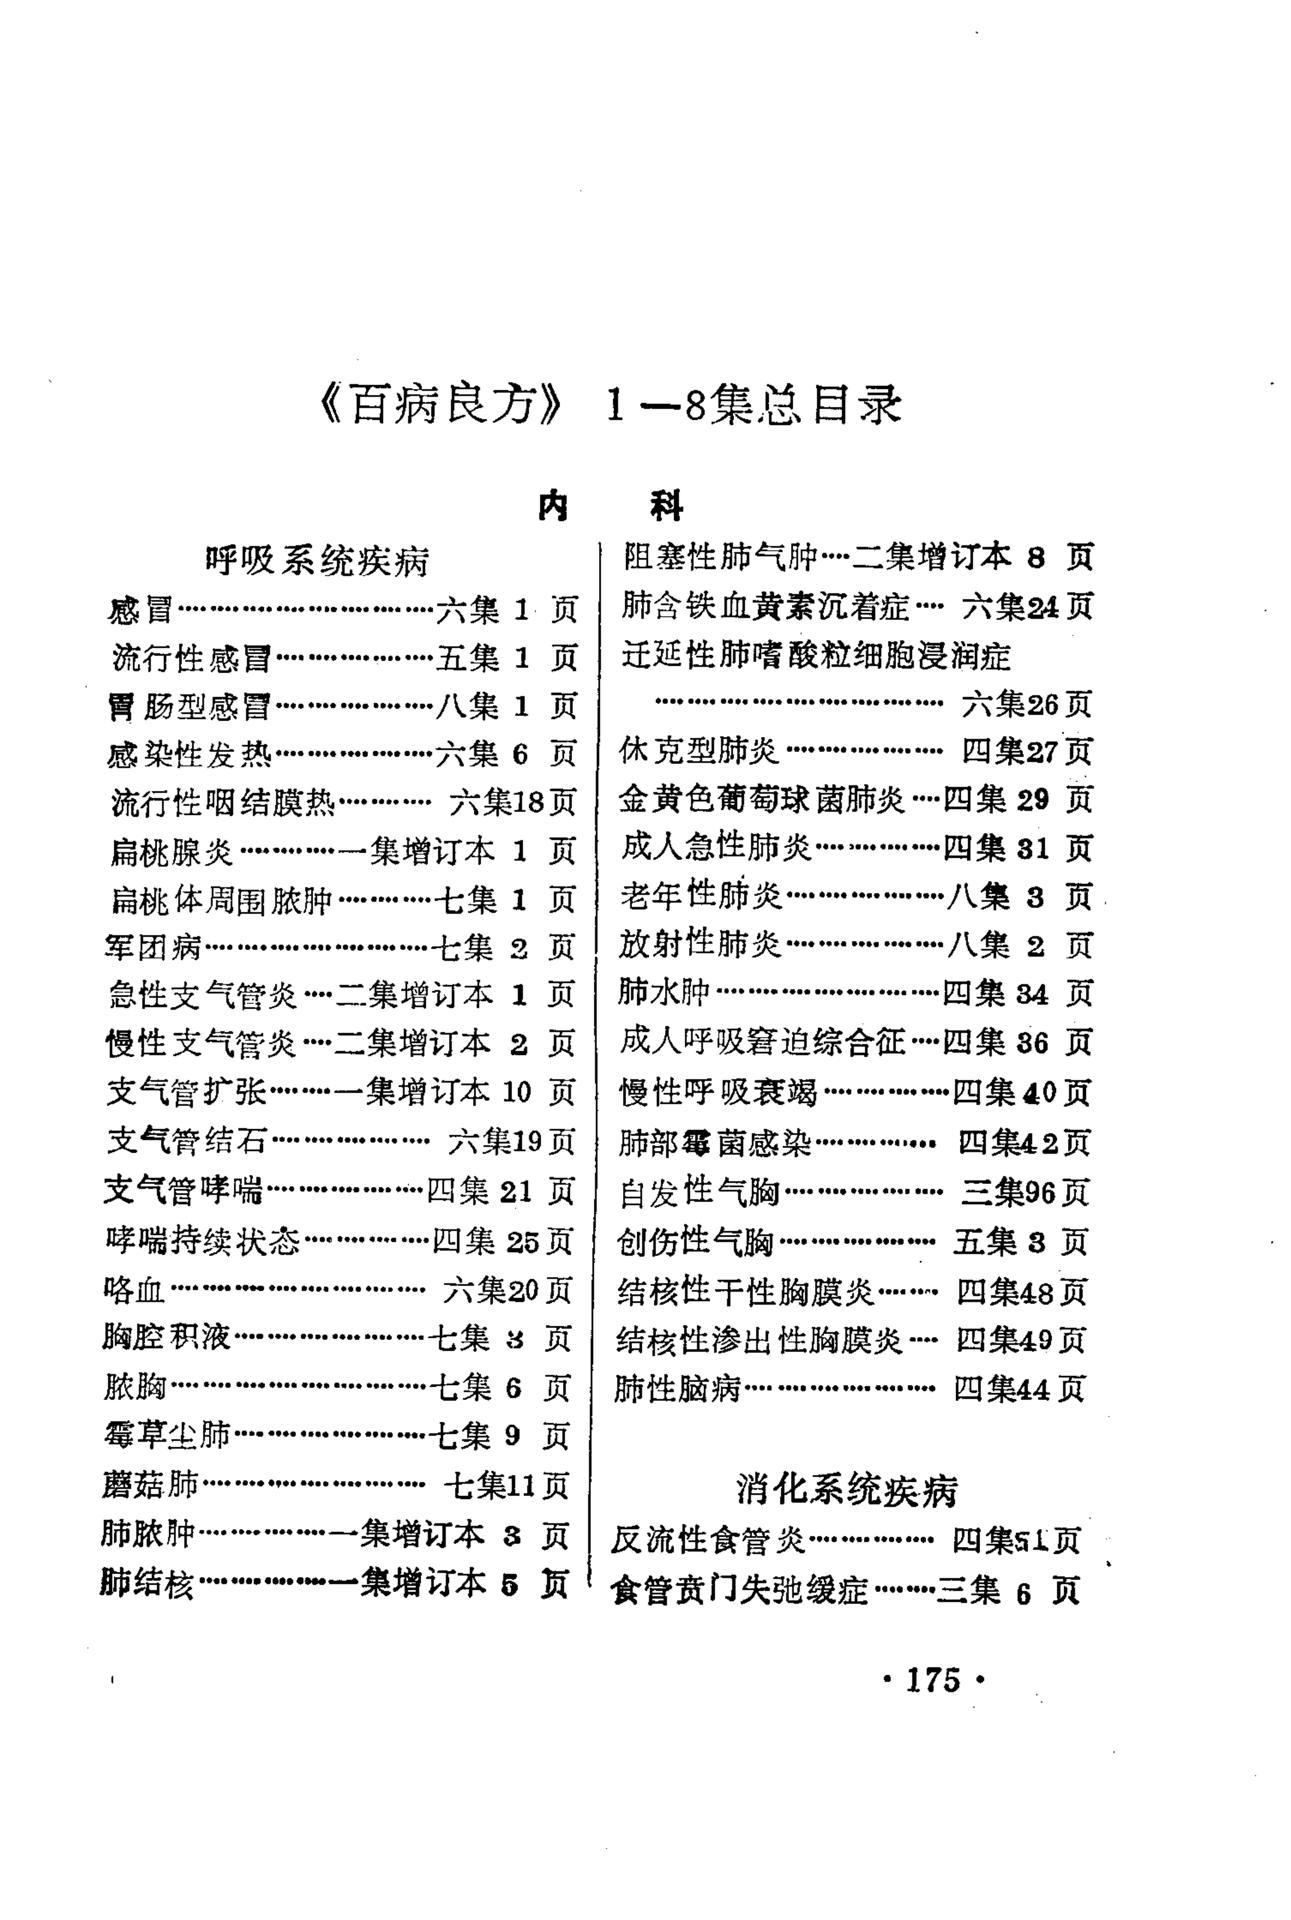 《百病良方》1—8集总目录
内 科
呼吸系统疾病
感冒…………………………六集 1 页
流行性感冒………………五集 1 页
胃肠型感冒………………八集 1 页
感染性发热………………六集 6 页
流行性咽结膜热………… 六集18页
扁桃腺炎…………一集增订本 1 页
扁桃体周围脓肿…………七集 1 页
军团病………………………七集 2 页
急性支气管炎…二集增订本 1 页
慢性支气管炎…二集增订本 2 页
支气管扩张……一集增订本 10 页
支气管结石……………… 六集19页
支气管哮喘………………四集 21 页
哮喘持续状态……………四集 25页
咯血………………………… 六集20页
胸腔积液…………………七集 3 页
脓胸…………………………七集 6 页
霉草尘肺…………………七集 9 页
蘑菇肺……………………… 七集11页
肺脓肿……………一集增订本 3 页
肺结核……………一集增订本 5 页
阻塞性肺气肿…二集增订本 8 页
肺含铁血黄素沉着症… 六集24页
迁延性肺嗜酸粒细胞浸润症
…………………………… 六集26页
休克型肺炎……………… 四集27页
金黄色葡萄球菌肺炎…四集 29 页
成人急性肺炎……………四集 31 页
老年性肺炎………………八集 3 页
放射性肺炎………………八集 2 页
肺水肿………………………四集 34 页
成人呼吸窘迫综合征…四集 36 页
慢性呼吸衰竭……………四集 40页
肺部霉菌感染…………… 四集42页
自发性气胸……………… 三集96页
创伤性气胸……………… 五集 3 页
结核性干性胸膜炎…… 四集48页
结核性渗出性胸膜炎… 四集49页
肺性脑病………………… 四集44页
消化系统疾病
反流性食管炎…………… 四集51页
食管贲门失弛缓症……三集 6 页
·175·